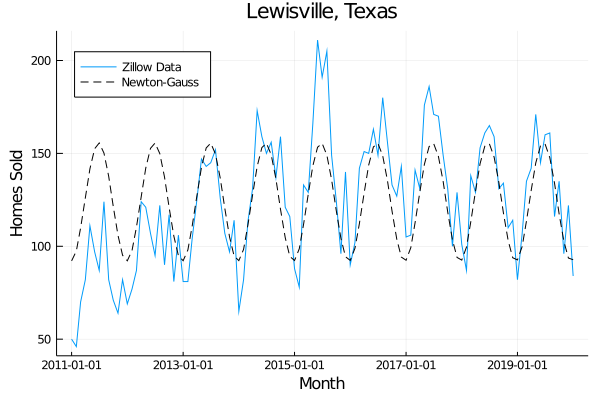 Lewisville, Texas
Zillow Data
Newton-Gauss
Homes Sold
200
150
100
50
2011-01-01 2013-01-01 2015-01-01 2017-01-01 2019-01-01
Month